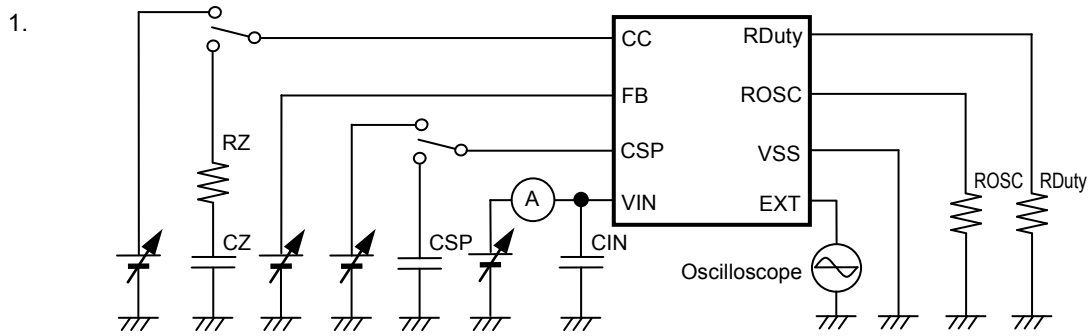 1.
CC RDuty
FB ROSC
CSP VSS
VIN EXT
RZ
CZ
CSP
A
CIN
Oscilloscope
ROSC
RDuty